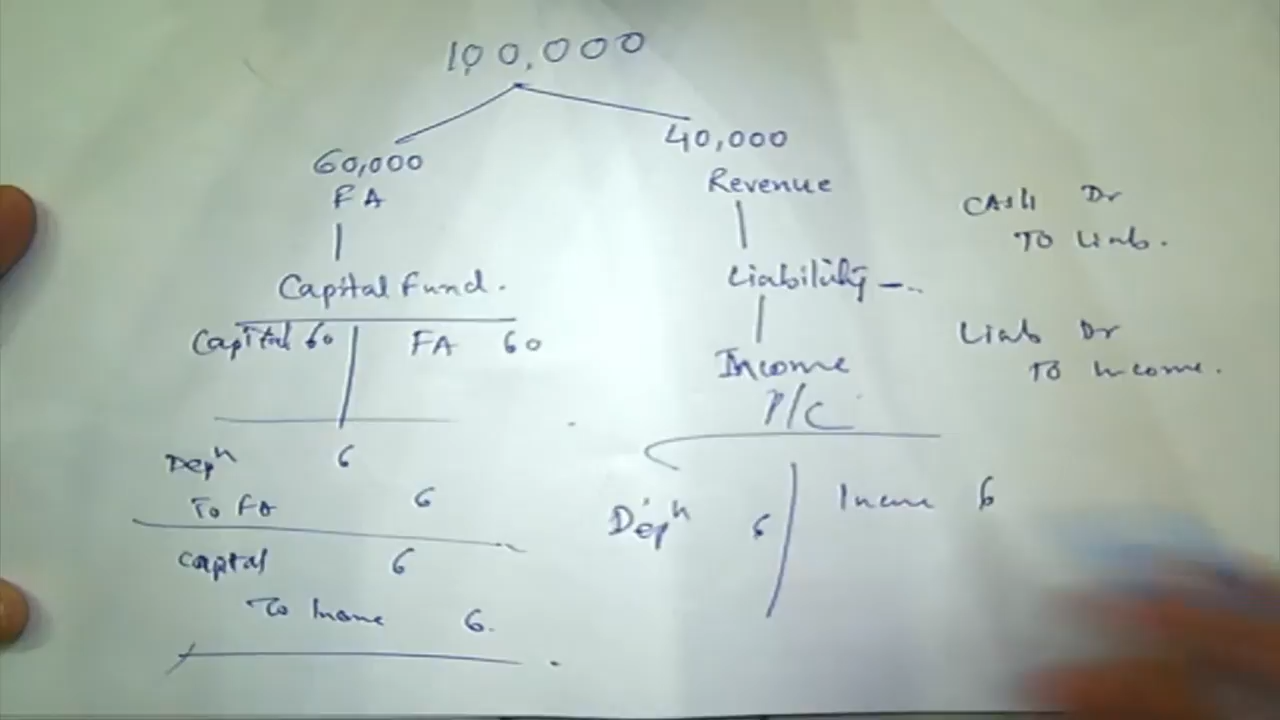 100,000
60,000
FA
Capital fund.
Capital 60 FA 60
Depn 6
To FA 6
Capital 6
To Income 6.
40,000
Revenue
Liability -..
Income
P/L
Depn 6 Income 6
Cash Dr
To Liab.
Liab Dr
To Income.